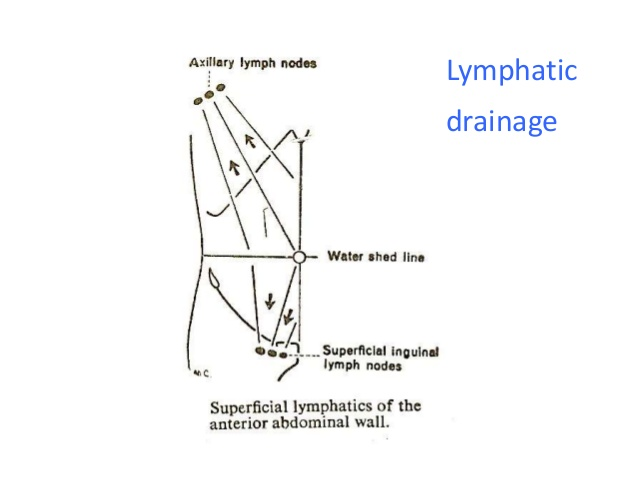 Lymphatic
drainage
Axillary lymph nodes
Water shed line
Superficial inguinal
lymph nodes
Superficial lymphatics of the
anterior abdominal wall.